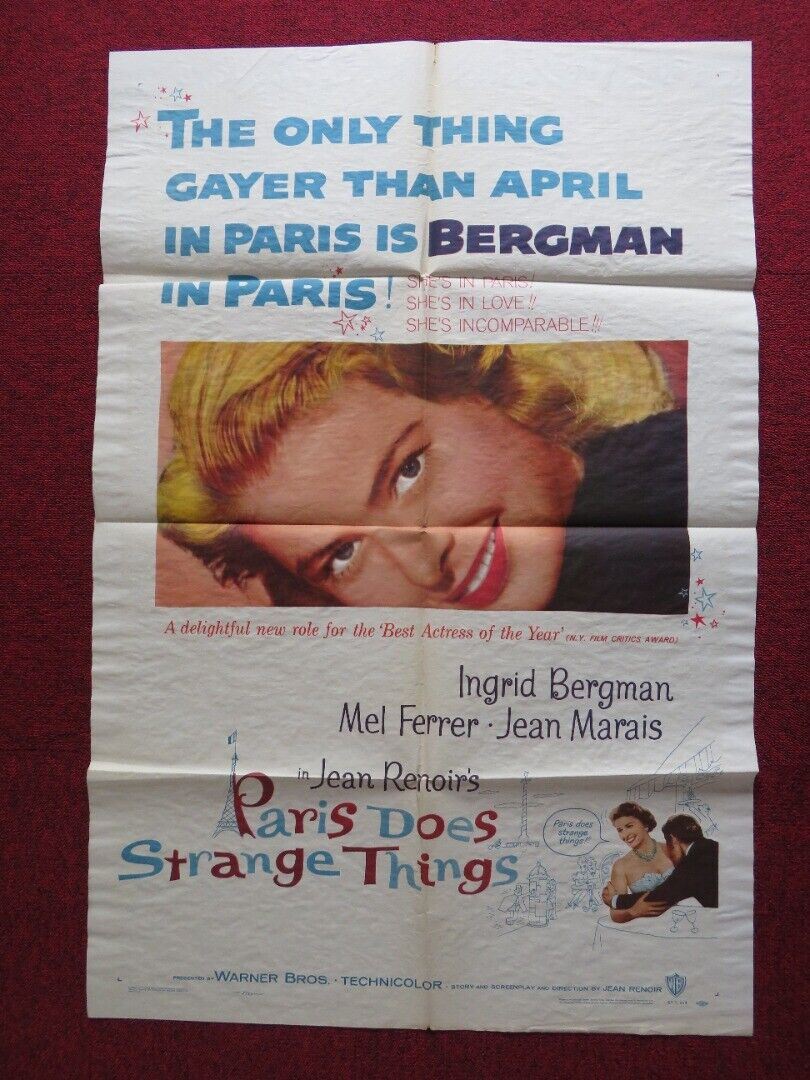 THE ONLY THING
GAYER THAN APRIL
IN PARIS IS BERGMAN
IN PARIS!
SHE'S IN PARIS!
SHE'S IN LOVE!!
SHE'S INCOMPARABLE!!!
A delightful new role for the 'Best Actress of the Year' (N.Y. FILM CRITICS AWARD)
Ingrid Bergman
Mel Ferrer · Jean Marais
in Jean Renoir's
Paris Does
Strange Things
Paris does
strange
things!
PRESENTED BY WARNER BROS. · TECHNICOLOR · STORY AND SCREENPLAY AND DIRECTION BY JEAN RENOIR
WB